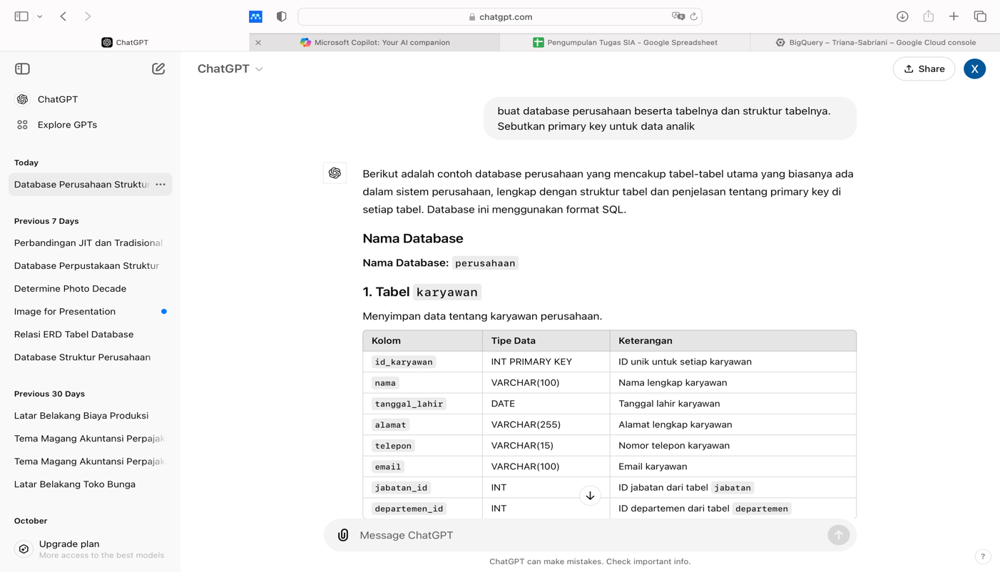 chatgpt.com
ChatGPT
Microsoft Copilot: Your AI companion
Pengumpulan Tugas SIA - Google Spreadsheet
BigQuery – Triana-Sabriani – Google Cloud console
ChatGPT
Explore GPTs
Today
Database Perusahaan Struktur
Previous 7 Days
Perbandingan JIT dan Tradisional
Database Perpustakaan Struktur
Determine Photo Decade
Image for Presentation
Relasi ERD Tabel Database
Database Struktur Perusahaan
Previous 30 Days
Latar Belakang Biaya Produksi
Tema Magang Akuntansi Perpajak
Tema Magang Akuntansi Perpajak
Latar Belakang Toko Bunga
October
Upgrade plan
More access to the best models
ChatGPT
Share
X
buat database perusahaan beserta tabelnya dan struktur tabelnya.
Sebutkan primary key untuk data analik
Berikut adalah contoh database perusahaan yang mencakup tabel-tabel utama yang biasanya ada
dalam sistem perusahaan, lengkap dengan struktur tabel dan penjelasan tentang primary key di
setiap tabel. Database ini menggunakan format SQL.
Nama Database
Nama Database: perusahaan
1. Tabel karyawan
Menyimpan data tentang karyawan perusahaan.
Kolom Tipe Data Keterangan
id_karyawan INT PRIMARY KEY ID unik untuk setiap karyawan
nama VARCHAR(100) Nama lengkap karyawan
tanggal_lahir DATE Tanggal lahir karyawan
alamat VARCHAR(255) Alamat lengkap karyawan
telepon VARCHAR(15) Nomor telepon karyawan
email VARCHAR(100) Email karyawan
jabatan_id INT ID jabatan dari tabel jabatan
departemen_id INT ID departemen dari tabel departemen
Message ChatGPT
ChatGPT can make mistakes. Check important info.
?